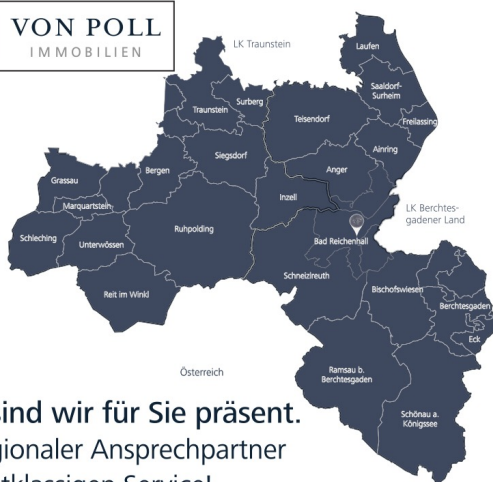 VON POLL
IMMOBILIEN
LK Traunstein
Laufen
Saaldorf-
Surheim
Surberg
Traunstein
Teisendorf
Freilassing
Ainring
Siegsdorf
Anger
Bergen
Grassau
Inzell
Marquartstein
LK Berchtes-
gadener Land
Ruhpolding
Schleching
Unterwössen
Bad Reichenhall
Schneizlreuth
Bischofswiesen
Reit im Winkl
Berchtesgaden
Eck
Österreich
Ramsau b.
Berchtesgaden
Schönau a.
Königssee
sind wir für Sie präsent.
gionaler Ansprechpartner
tklassigen Service!